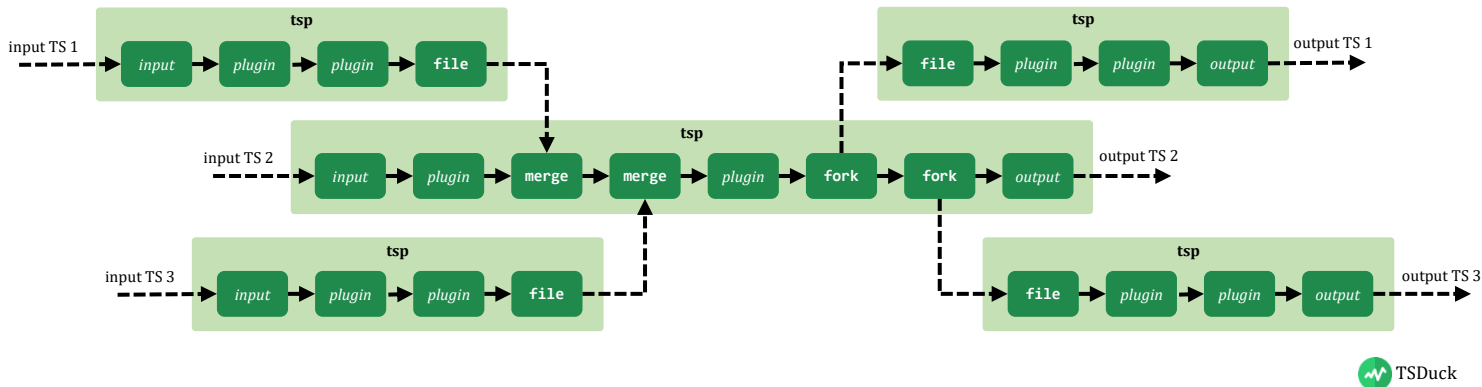 tsp
input TS 1
input plugin plugin file
tsp
file plugin plugin output
output TS 1
tsp
input TS 2
input plugin merge merge plugin fork fork output
output TS 2
tsp
input TS 3
input plugin plugin file
tsp
file plugin plugin output
output TS 3
TSDuck